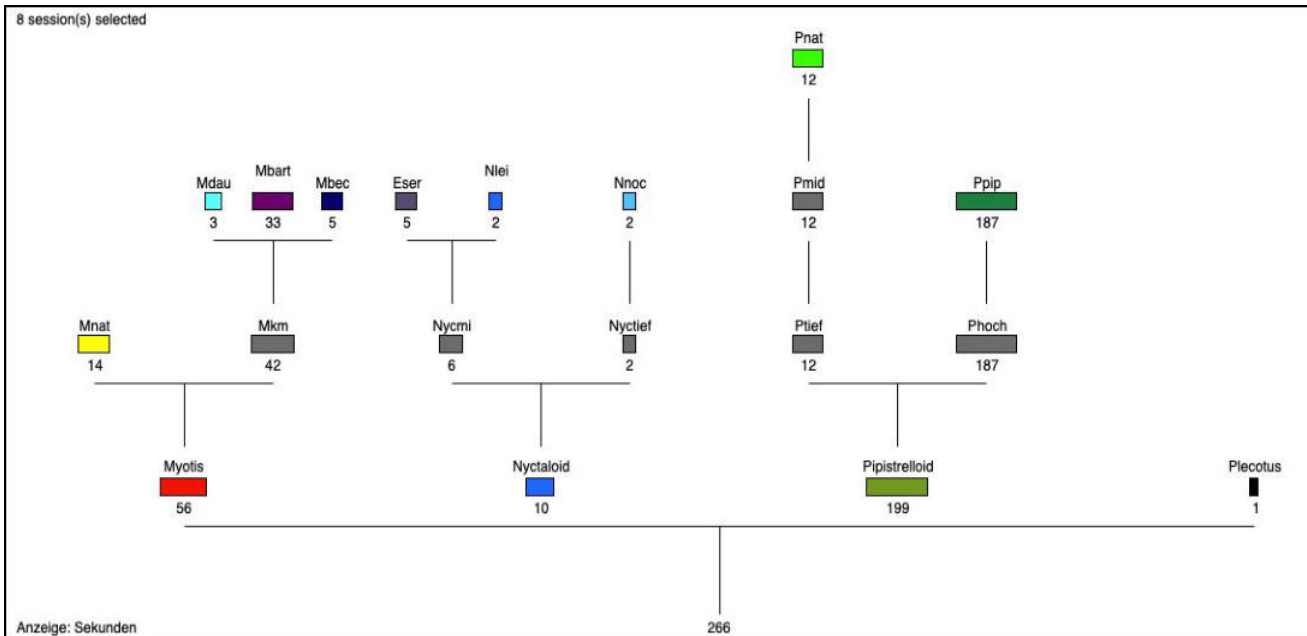 8 session(s) selected
Pnat
12
Mdau Mbart Mbec Eser Nlei Nnoc Pmid Ppip
3 33 5 5 2 2 12 187
Mnat Mkm Nycmi Nyctief Ptief Phoch
14 42 6 2 12 187
Myotis Nyctaloid Pipistrelloid Plecotus
56 10 199 1
Anzeige: Sekunden 266